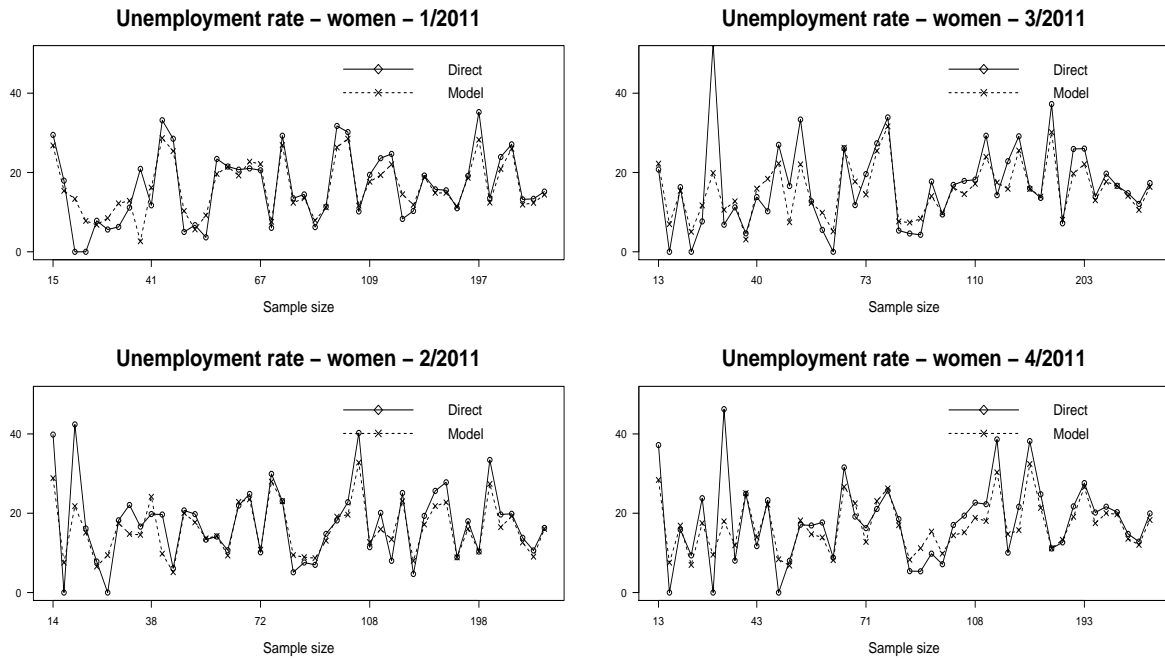 Unemployment rate – women – 1/2011
Direct
Model
40
20
0
15 41 67 109 197
Sample size
Unemployment rate – women – 3/2011
Direct
Model
40
20
0
13 40 73 110 203
Sample size
Unemployment rate – women – 2/2011
Direct
Model
40
20
0
14 38 72 108 198
Sample size
Unemployment rate – women – 4/2011
Direct
Model
40
20
0
13 43 71 108 193
Sample size